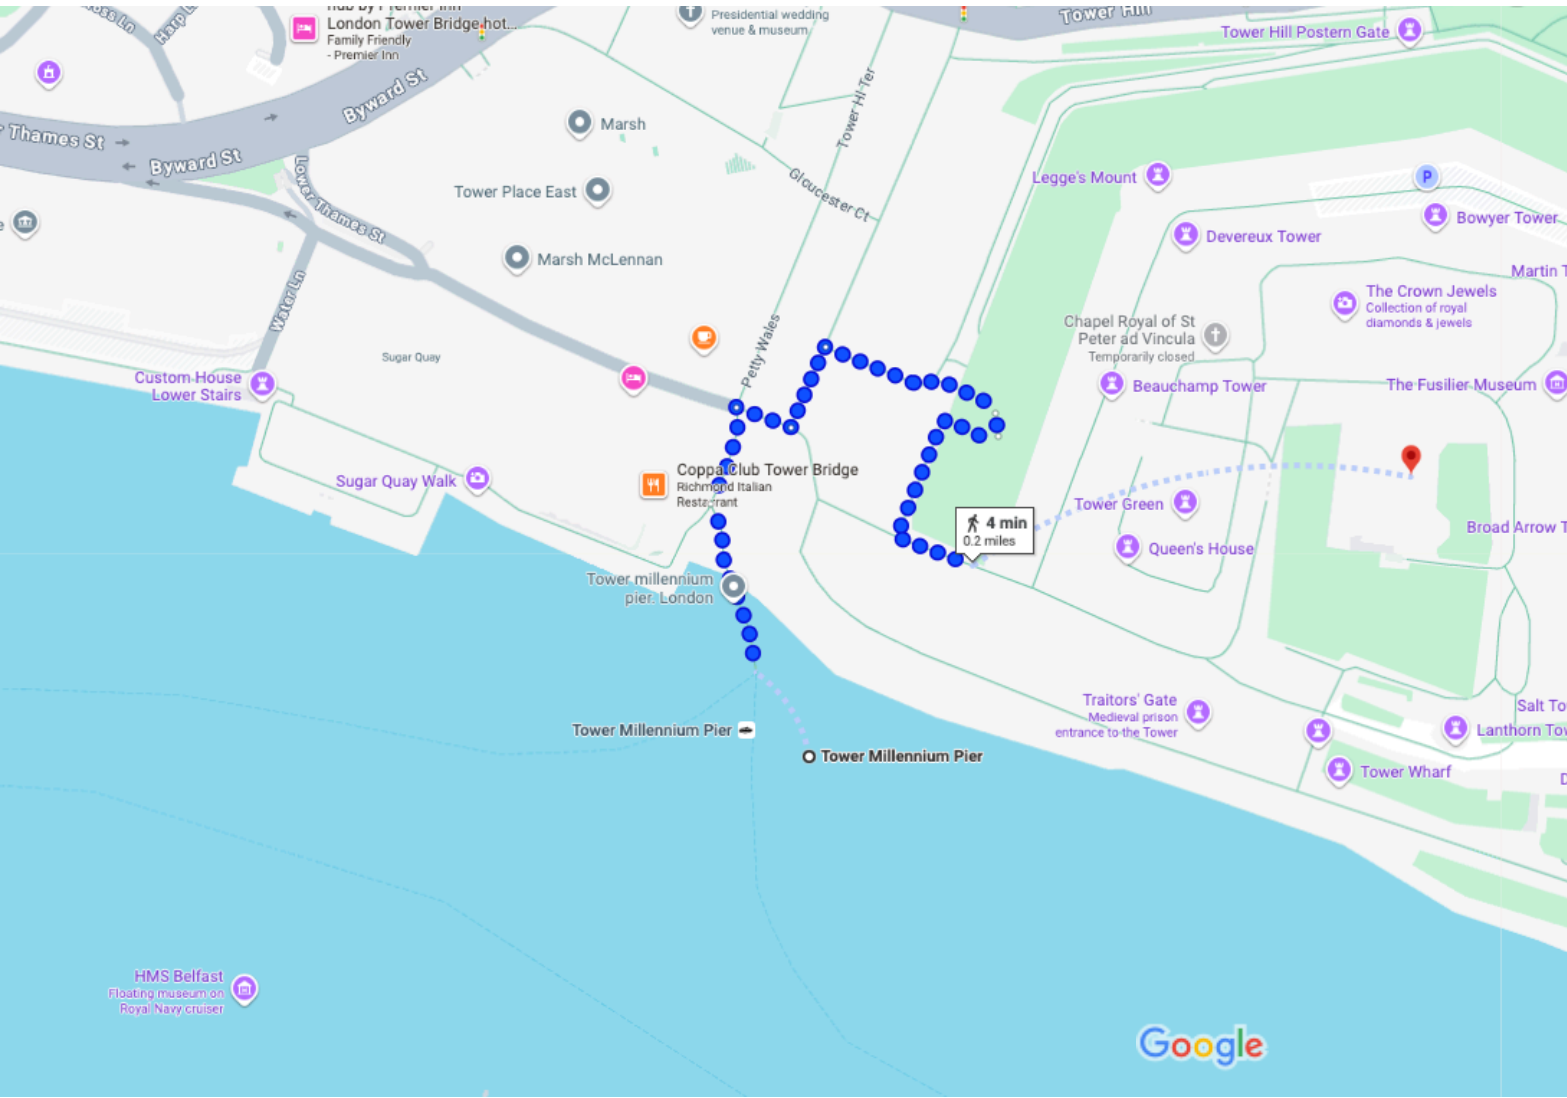 hub by Premier Inn
London Tower Bridge hot...
Family Friendly
- Premier Inn
Presidential wedding
venue & museum
Tower Hill
Tower Hill Postern Gate
Byward St
Thames St
Byward St
Lower Thames St
Water Ln
Marsh
Tower Place East
Marsh McLennan
Tower Hl Ter
Gloucester Ct
Legge's Mount
P
Bowyer Tower
Devereux Tower
Martin T
The Crown Jewels
Collection of royal
diamonds & jewels
Chapel Royal of St
Peter ad Vincula
Temporarily closed
Beauchamp Tower
The Fusilier Museum
Petty Wales
Sugar Quay
Custom House
Lower Stairs
Sugar Quay Walk
Coppa Club Tower Bridge
Richmond Italian
Restaurant
4 min
0.2 miles
Tower Green
Queen's House
Broad Arrow T
Tower millennium
pier. London
Traitors' Gate
Medieval prison
entrance to the Tower
Salt To
Lanthorn Tow
Tower Wharf
Tower Millennium Pier
Tower Millennium Pier
HMS Belfast
Floating museum on
Royal Navy cruiser
Google